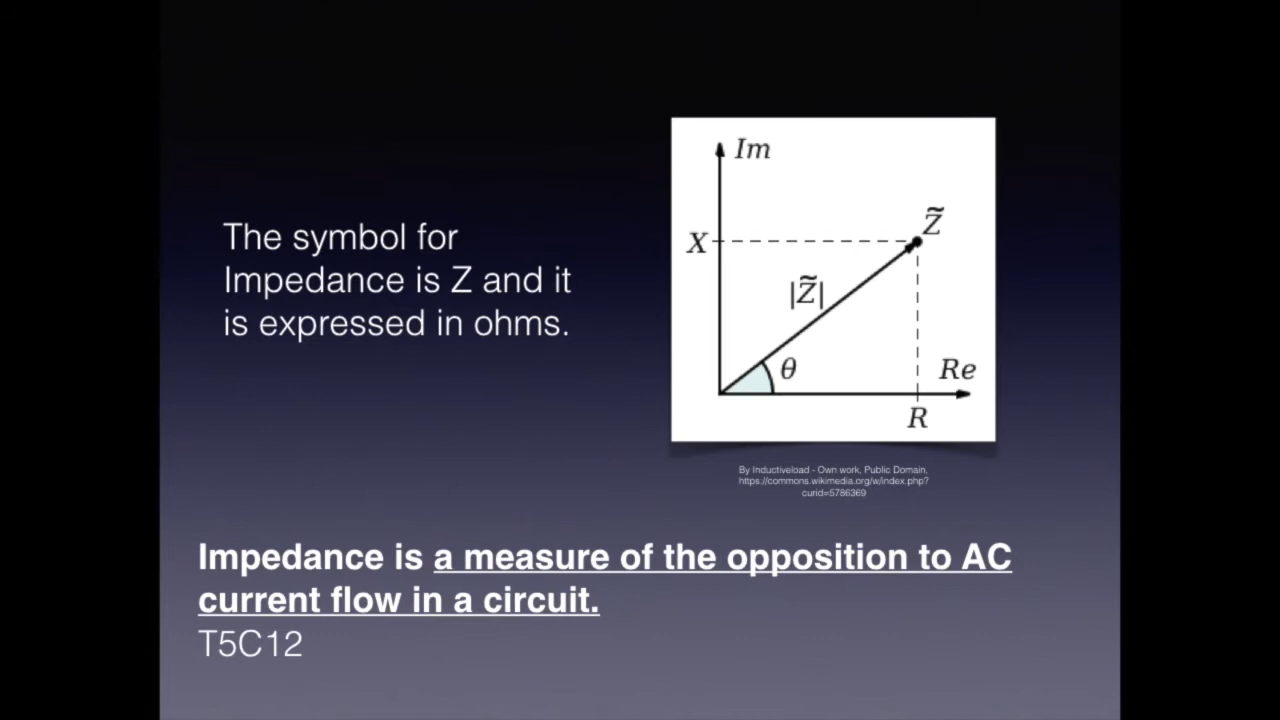 The symbol for
Impedance is Z and it
is expressed in ohms.
Im
X
Z̃
|Z̃|
θ
Re
R
By Inductiveload - Own work, Public Domain,
https://commons.wikimedia.org/w/index.php?
curid=5786369
Impedance is a measure of the opposition to AC
current flow in a circuit.
T5C12